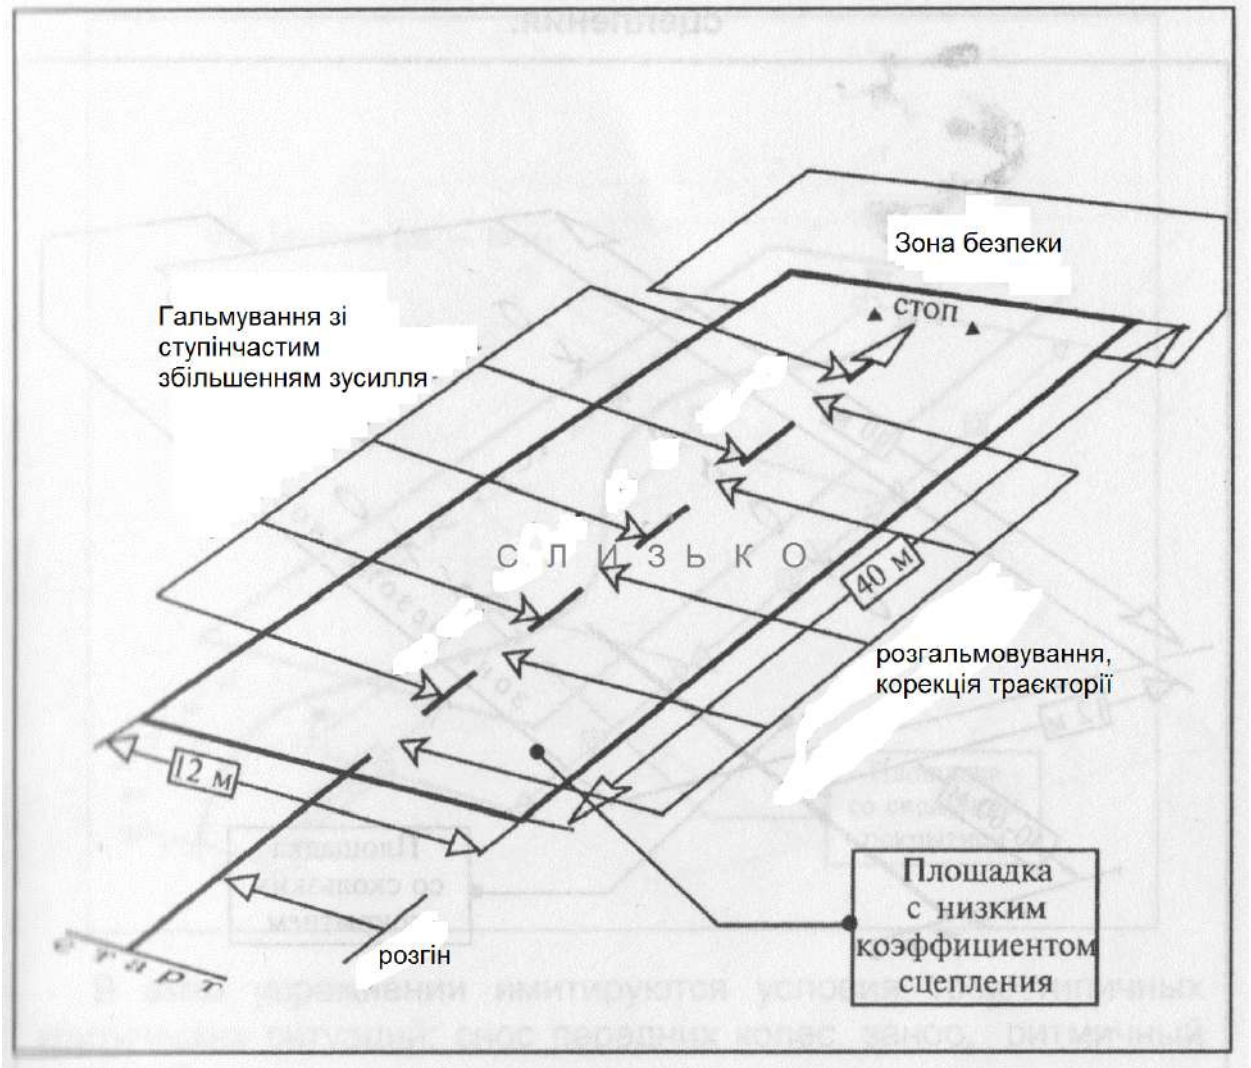 Зона безпеки
СТОП
Гальмування зі
ступінчастим
збільшенням зусилля
СЛИЗЬКО
40 м
розгальмовування,
корекція траєкторії
12 м
розгін
старт
Площадка
с низким
коэффициентом
сцепления